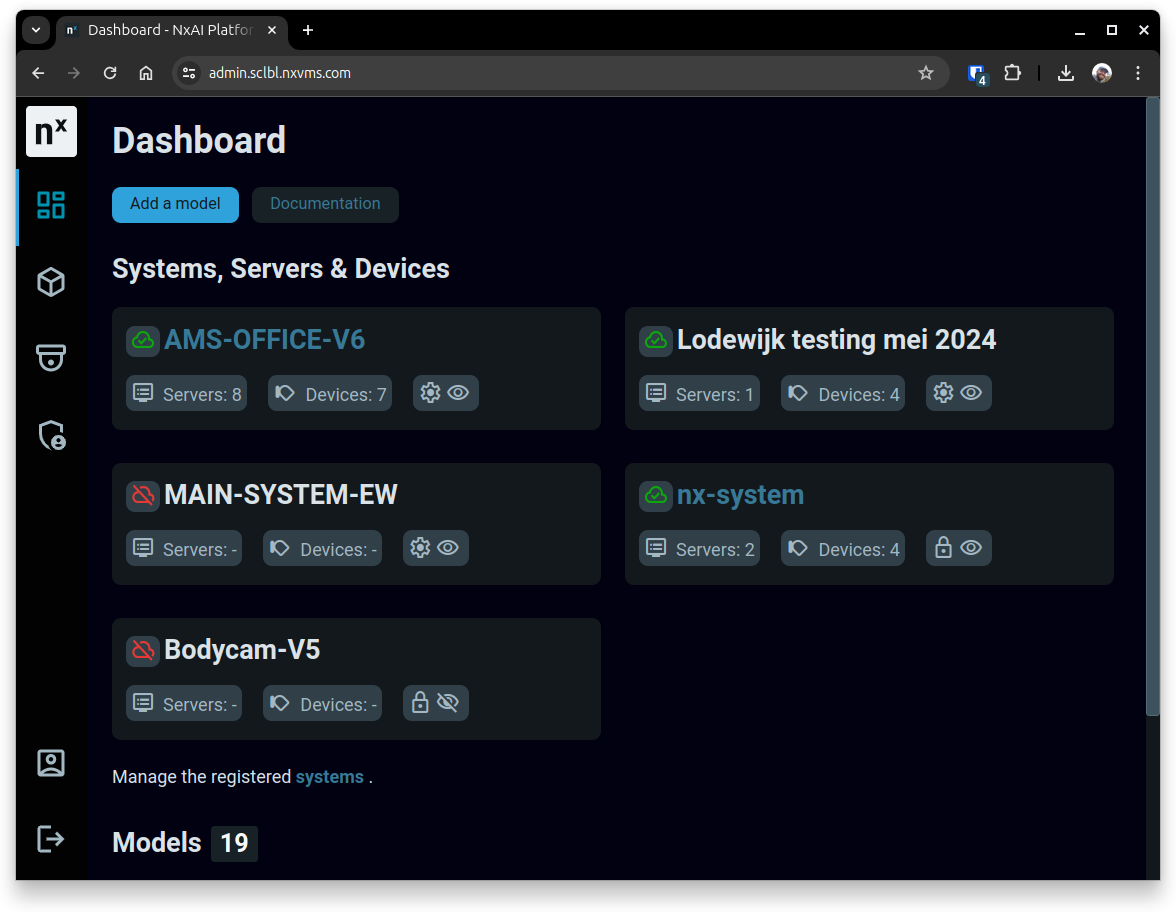 nx Dashboard - NxAI Platfor
admin.sclbl.nxvms.com
4
nx
Dashboard
Add a model
Documentation
Systems, Servers & Devices
AMS-OFFICE-V6
Servers: 8
Devices: 7
Lodewijk testing mei 2024
Servers: 1
Devices: 4
MAIN-SYSTEM-EW
Servers: -
Devices: -
nx-system
Servers: 2
Devices: 4
Bodycam-V5
Servers: -
Devices: -
Manage the registered systems .
Models 19